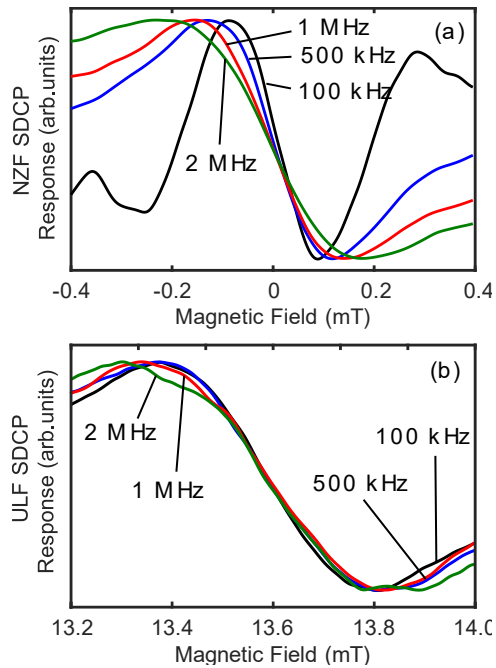 NZF SDCP
Response (arb.units)
(a)
1 MHz
500 kHz
100 kHz
2 MHz
-0.4 -0.2 0 0.2 0.4
Magnetic Field (mT)
ULF SDCP
Response (arb.units)
(b)
2 MHz
1 MHz
100 kHz
500 kHz
13.2 13.4 13.6 13.8 14.0
Magnetic Field (mT)